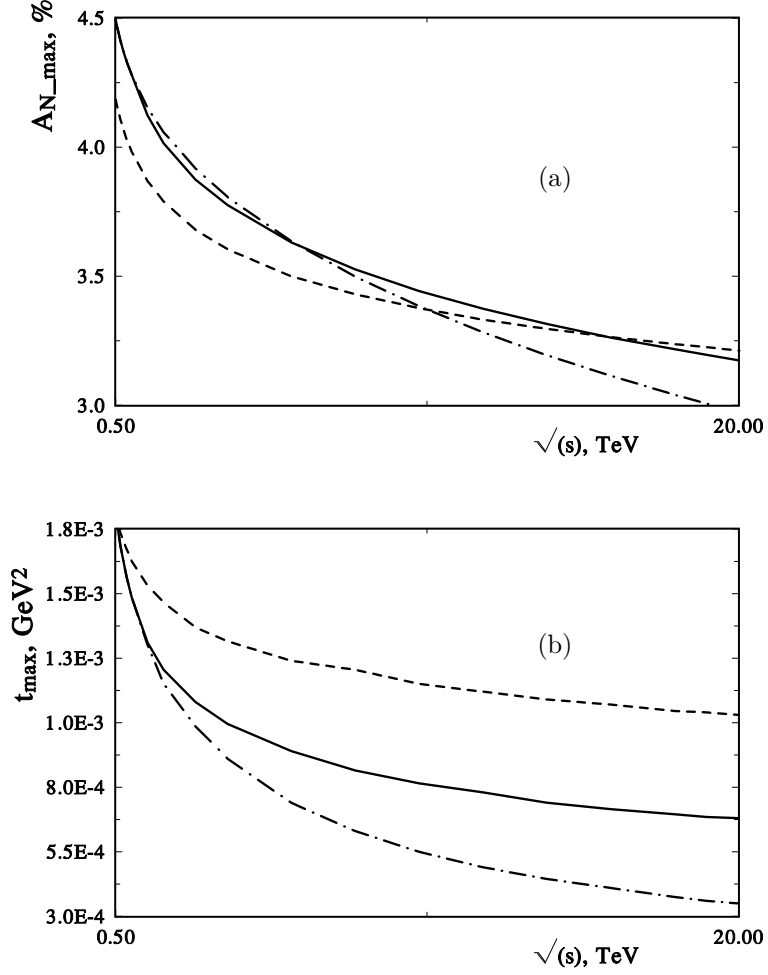 A_N_max, %
4.5
4.0
3.5
3.0
(a)
0.50
20.00
√(s), TeV
t_max, GeV2
1.8E-3
1.5E-3
1.3E-3
1.0E-3
8.0E-4
5.5E-4
3.0E-4
(b)
0.50
20.00
√(s), TeV